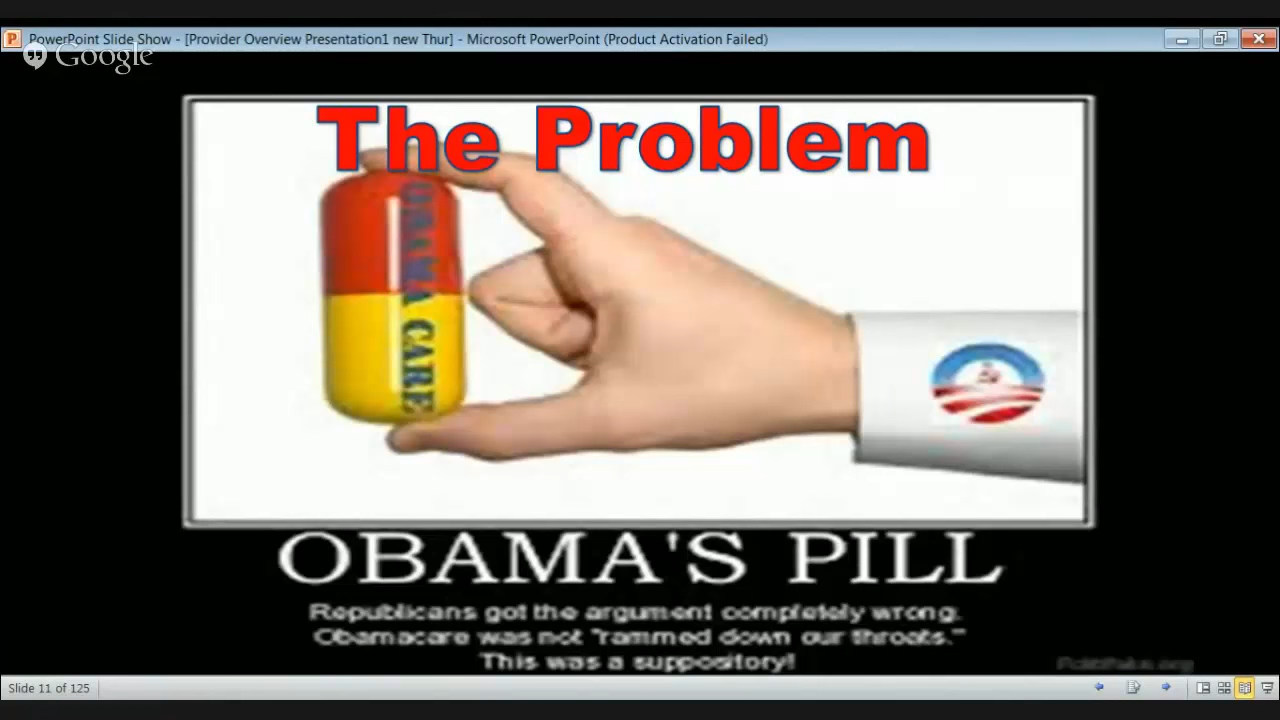 PowerPoint Slide Show - [Provider Overview Presentation1 new Thur] - Microsoft PowerPoint (Product Activation Failed)
Google
The Problem
OBAMA CARE
OBAMA'S PILL
Republicans got the argument completely wrong.
Obamacare was not "rammed down our throats."
This was a suppository!
Slide 11 of 125